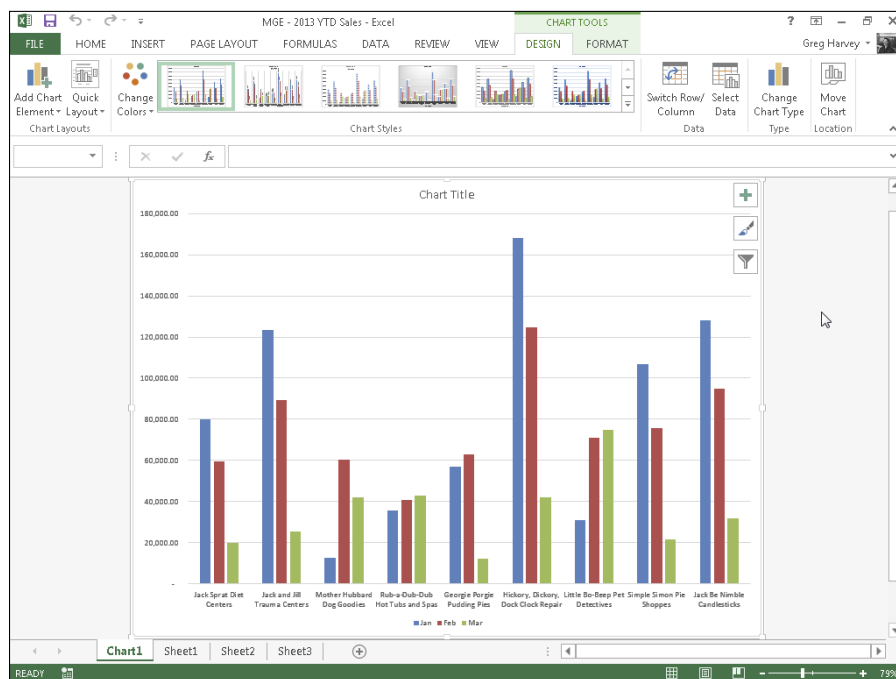 MGE - 2013 YTD Sales - Excel
CHART TOOLS
?
FILE HOME INSERT PAGE LAYOUT FORMULAS DATA REVIEW VIEW DESIGN FORMAT Greg Harvey
Add Chart Element
Quick Layout
Change Colors
Switch Row/ Column
Select Data
Change Chart Type
Move Chart
Chart Layouts
Chart Styles
Data
Type
Location
fx
Chart Title
180,000.00
160,000.00
140,000.00
120,000.00
100,000.00
80,000.00
60,000.00
40,000.00
20,000.00
-
Jack Sprat Diet Centers
Jack and Jill Trauma Centers
Mother Hubbard Dog Goodies
Rub-a-Dub-Dub Hot Tubs and Spas
Georgie Porgie Pudding Pies
Hickory, Dickory, Dock Clock Repair
Little Bo-Beep Pet Detectives
Simple Simon Pie Shoppes
Jack Be Nimble Candlesticks
Jan Feb Mar
Chart1 Sheet1 Sheet2 Sheet3
READY
79%